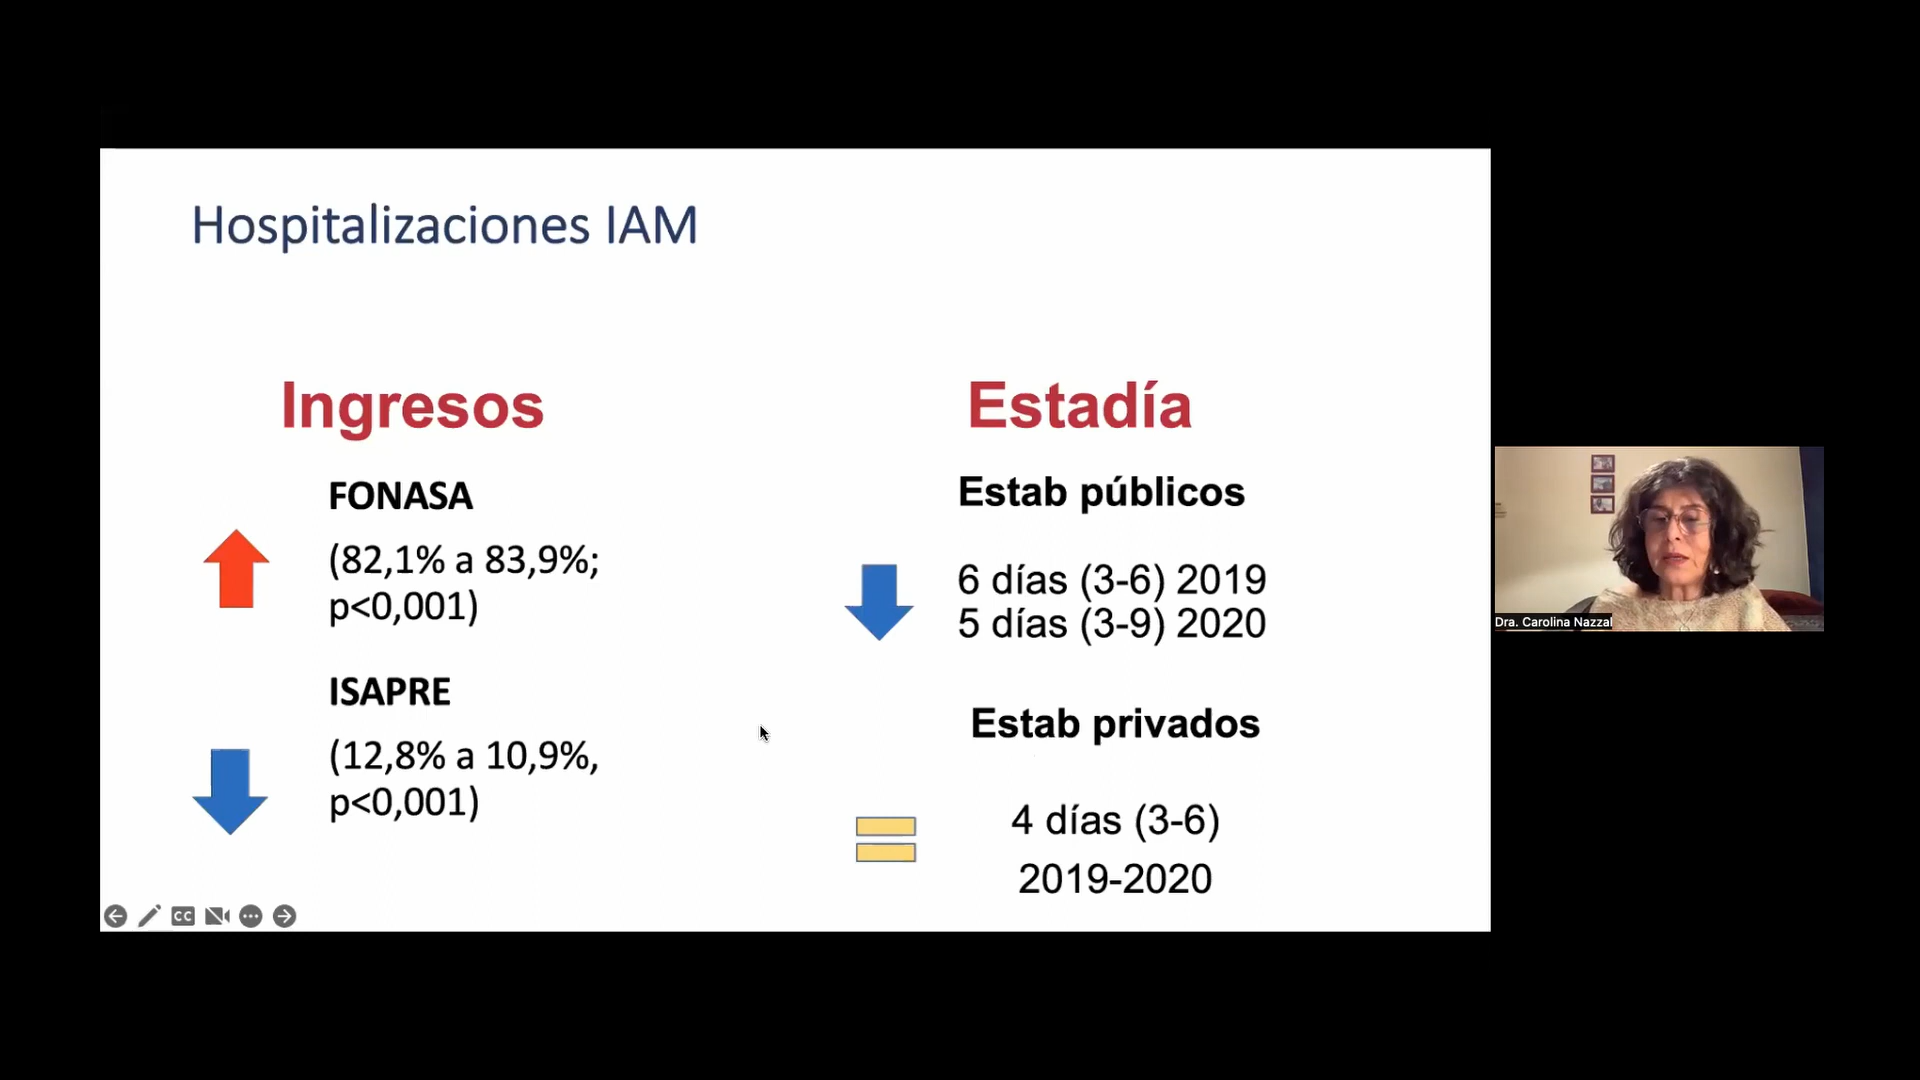 Hospitalizaciones IAM
Ingresos
FONASA
(82,1% a 83,9%;
p<0,001)
ISAPRE
(12,8% a 10,9%,
p<0,001)
Estadía
Estab públicos
6 días (3-6) 2019
5 días (3-9) 2020
Estab privados
4 días (3-6)
2019-2020
CC
Dra. Carolina Nazzal